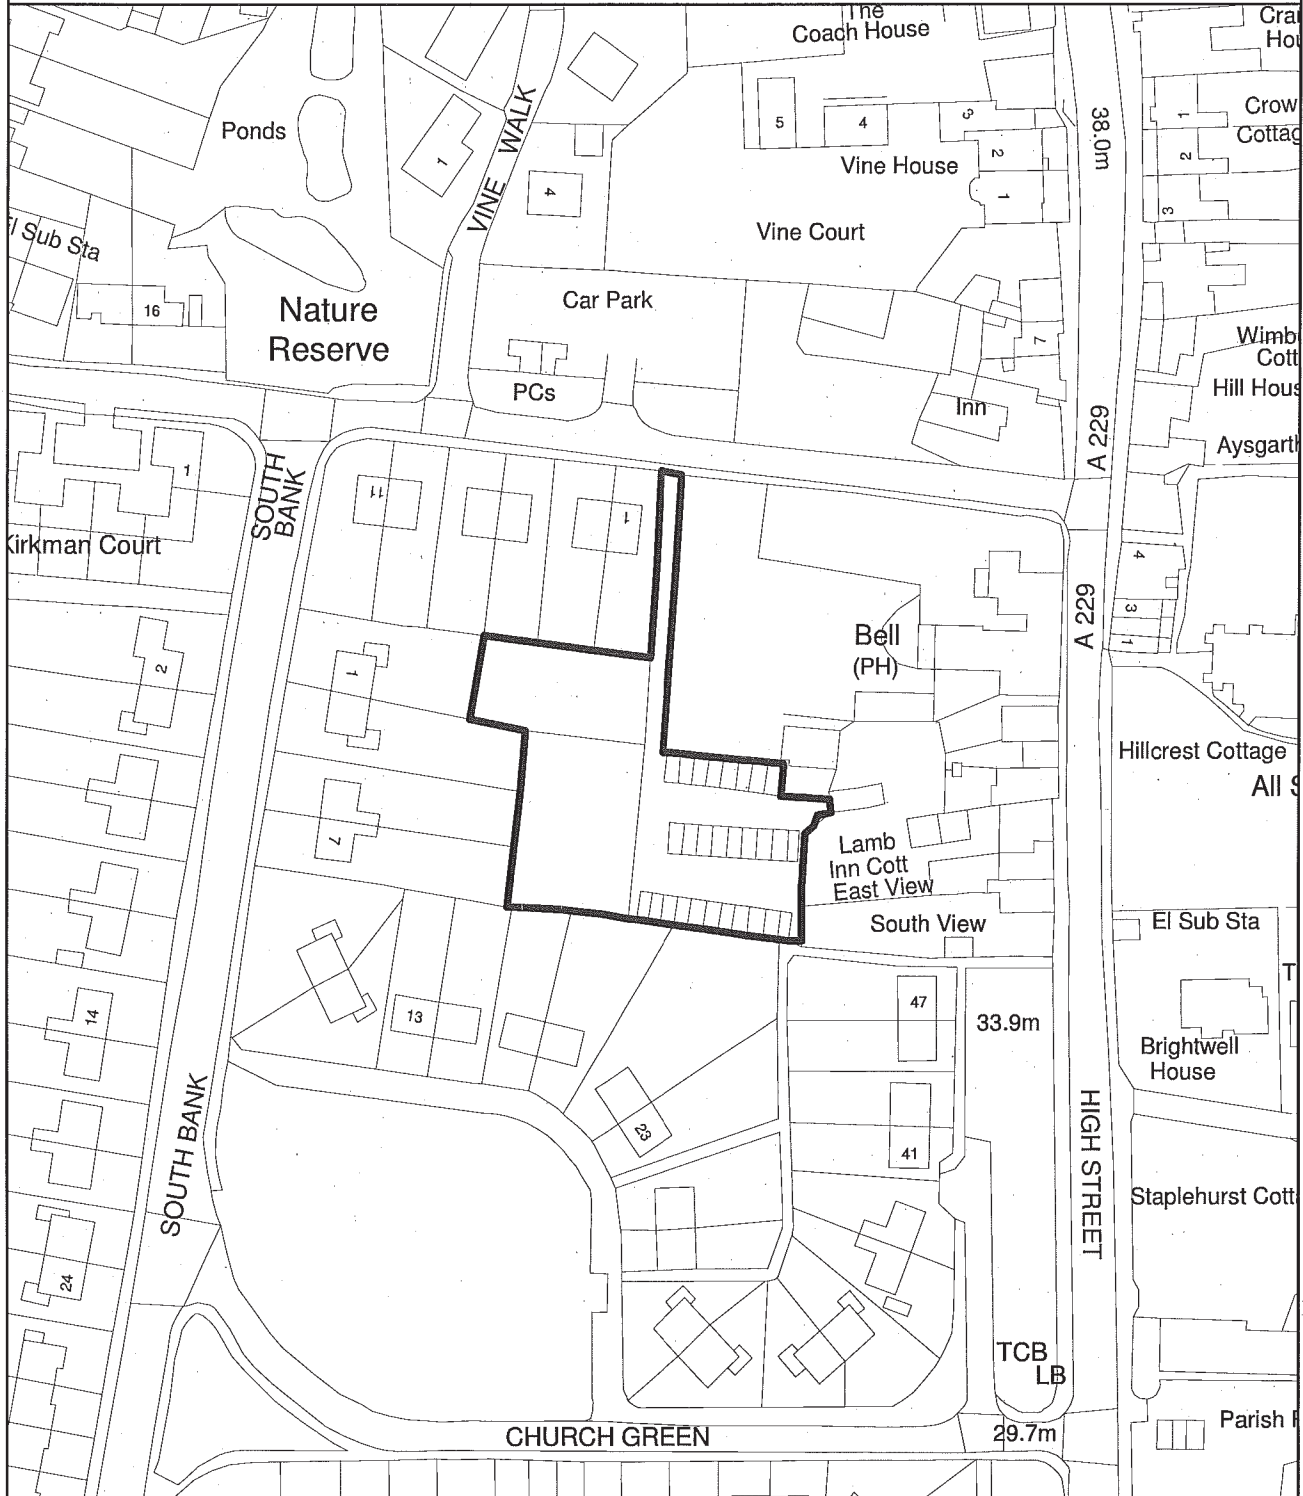 The
Coach House
Cra
Hou
Ponds
VINE WALK
1
5
4
3
2
1
38.0m
1
Crow
Cottag
2
3
Vine House
4
Vine Court
El Sub Sta
16
Nature
Reserve
Car Park
PCs
7
Inn
A 229
Wimb
Cott
Hill Hous
Aysgarth
1
SOUTH
BANK
11
1
Kirkman Court
4
3
1
A 229
Bell
(PH)
2
1
7
Hillcrest Cottage
All S
Lamb
Inn Cott
East View
South View
El Sub Sta
14
13
47
33.9m
Brightwell
House
T
SOUTH BANK
23
41
HIGH STREET
Staplehurst Cotta
24
TCB
LB
CHURCH GREEN
29.7m
Parish